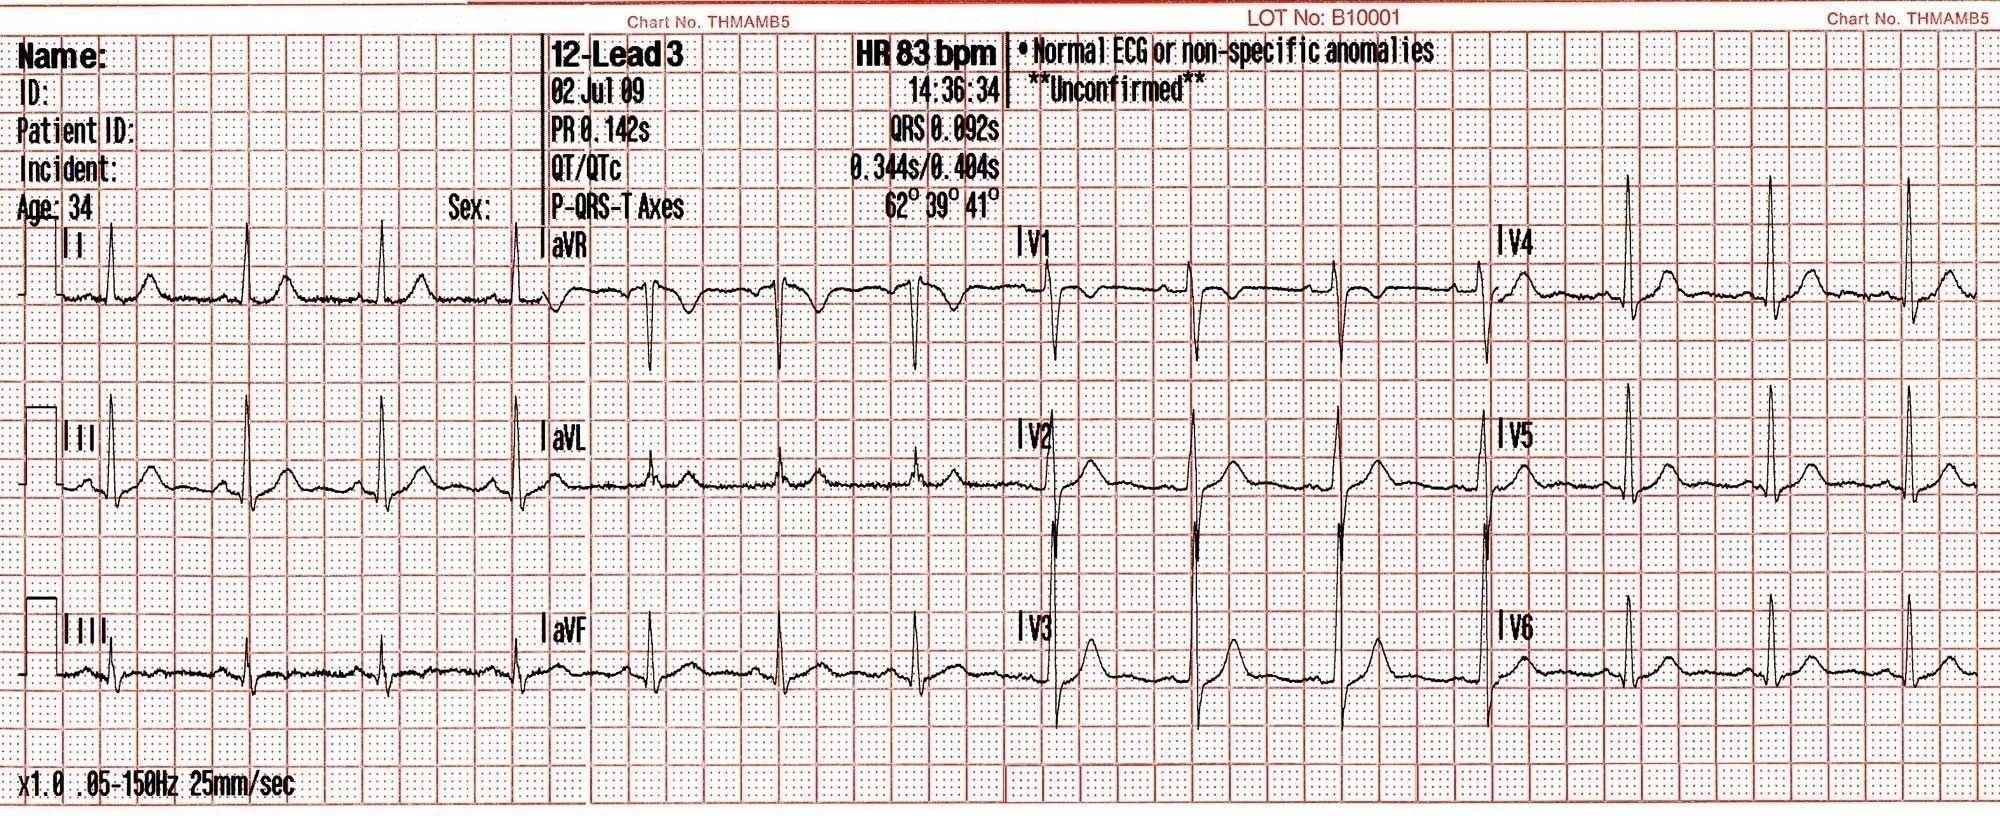 Chart No. THMAMB5 LOT No: B10001 Chart No. THMAMB5
Name: 12-Lead 3 HR 83 bpm • Normal ECG or non-specific anomalies
ID: 02 Jul 09 14:36:34 **Unconfirmed**
Patient ID: PR 0.142s QRS 0.092s
Incident: QT/QTc 0.344s/0.404s
Age: 34 Sex: P-QRS-T Axes 62° 39° 41°
I aVR V1 V4
II aVL V2 V5
III aVF V3 V6
x1.0 .05-150Hz 25mm/sec